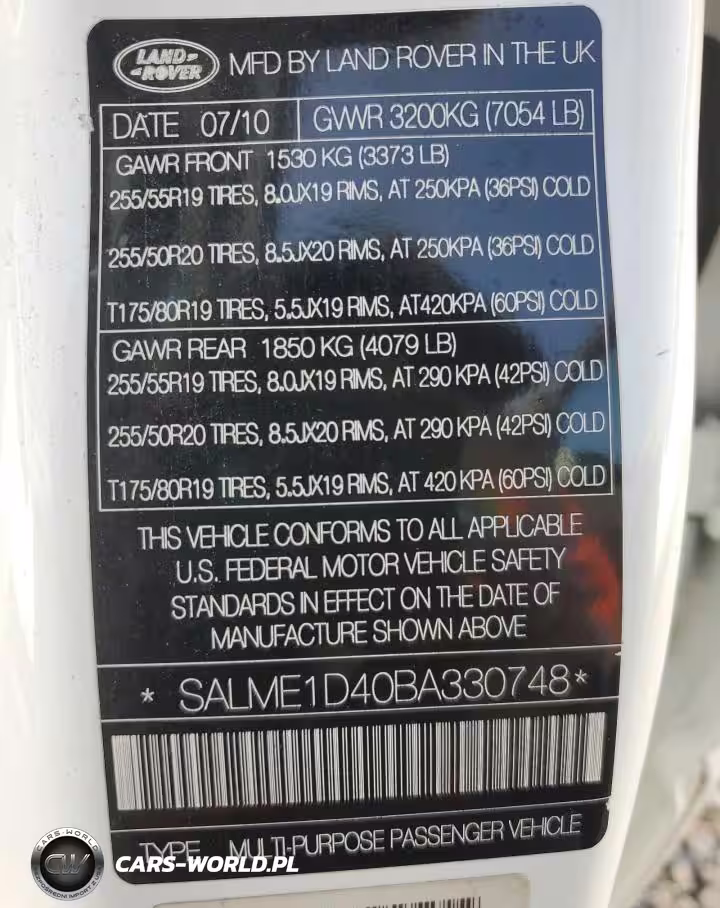 LAND ROVER MFD BY LAND ROVER IN THE UK
DATE 07/10 GWWR 3200KG (7054 LB)
GAWR FRONT 1530 KG (3373 LB)
255/55R19 TIRES, 8.0JX19 RIMS, AT 250KPA (36PSI) COLD
255/50R20 TIRES, 8.5JX20 RIMS, AT 250KPA (36PSI) COLD
T175/80R19 TIRES, 5.5JX19 RIMS, AT 420KPA (60PSI) COLD
GAWR REAR 1850 KG (4079 LB)
255/55R19 TIRES, 8.0JX19 RIMS, AT 290 KPA (42PSI) COLD
255/50R20 TIRES, 8.5JX20 RIMS, AT 290 KPA (42PSI) COLD
T175/80R19 TIRES, 5.5JX19 RIMS, AT 420 KPA (60PSI) COLD
THIS VEHICLE CONFORMS TO ALL APPLICABLE
U.S. FEDERAL MOTOR VEHICLE SAFETY
STANDARDS IN EFFECT ON THE DATE OF
MANUFACTURE SHOWN ABOVE
* SALME1D40BA330748 *
TYPE MULTI-PURPOSE PASSENGER VEHICLE
CARS-WORLD
CW
CARS-WORLD.PL